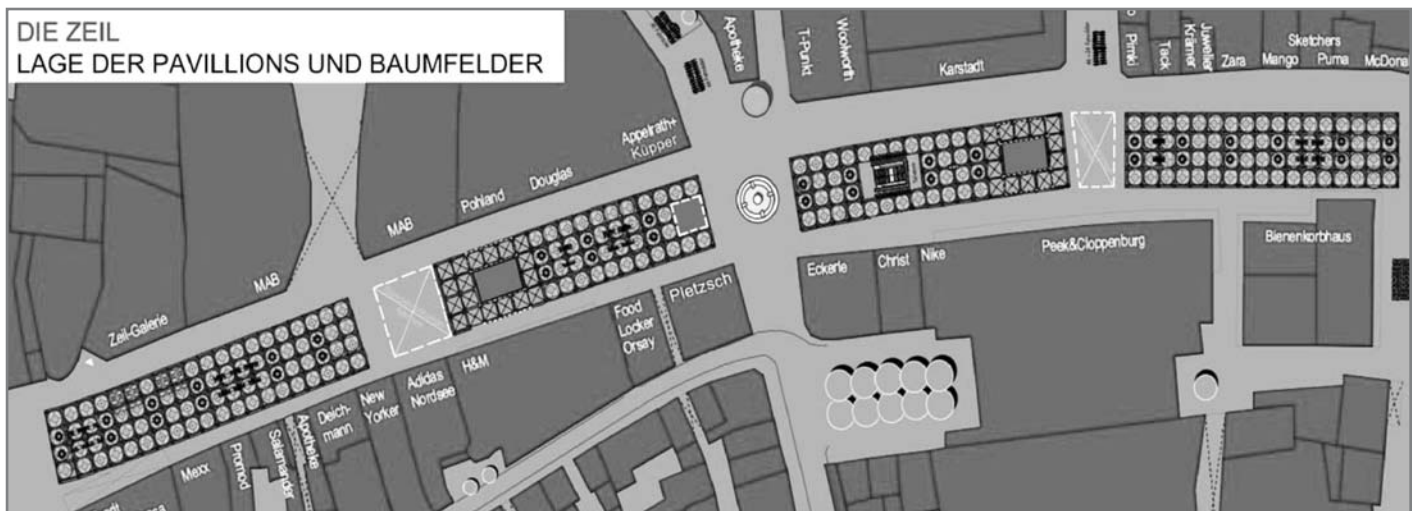 DIE ZEIL
LAGE DER PAVILLIONS UND BAUMFELDER
Apotheke
T-Punkt
Woolworth
Karstadt
Pimki
Tack
Juwelier
Krämer
Zara
Sketchers
Mango
Puma
McDona
Appelrath+
Küpper
Douglas
Pohland
MAB
MAB
Zeil-Galerie
Eckerle
Christ
Nike
Peek&Cloppenburg
Bienenkorbhaus
Pletzsch
Food
Locker
Orsay
H&M
Adidas
Nordsee
New
Yorker
Deich-
mann
Apotheke
Salamander
Promod
Mexx